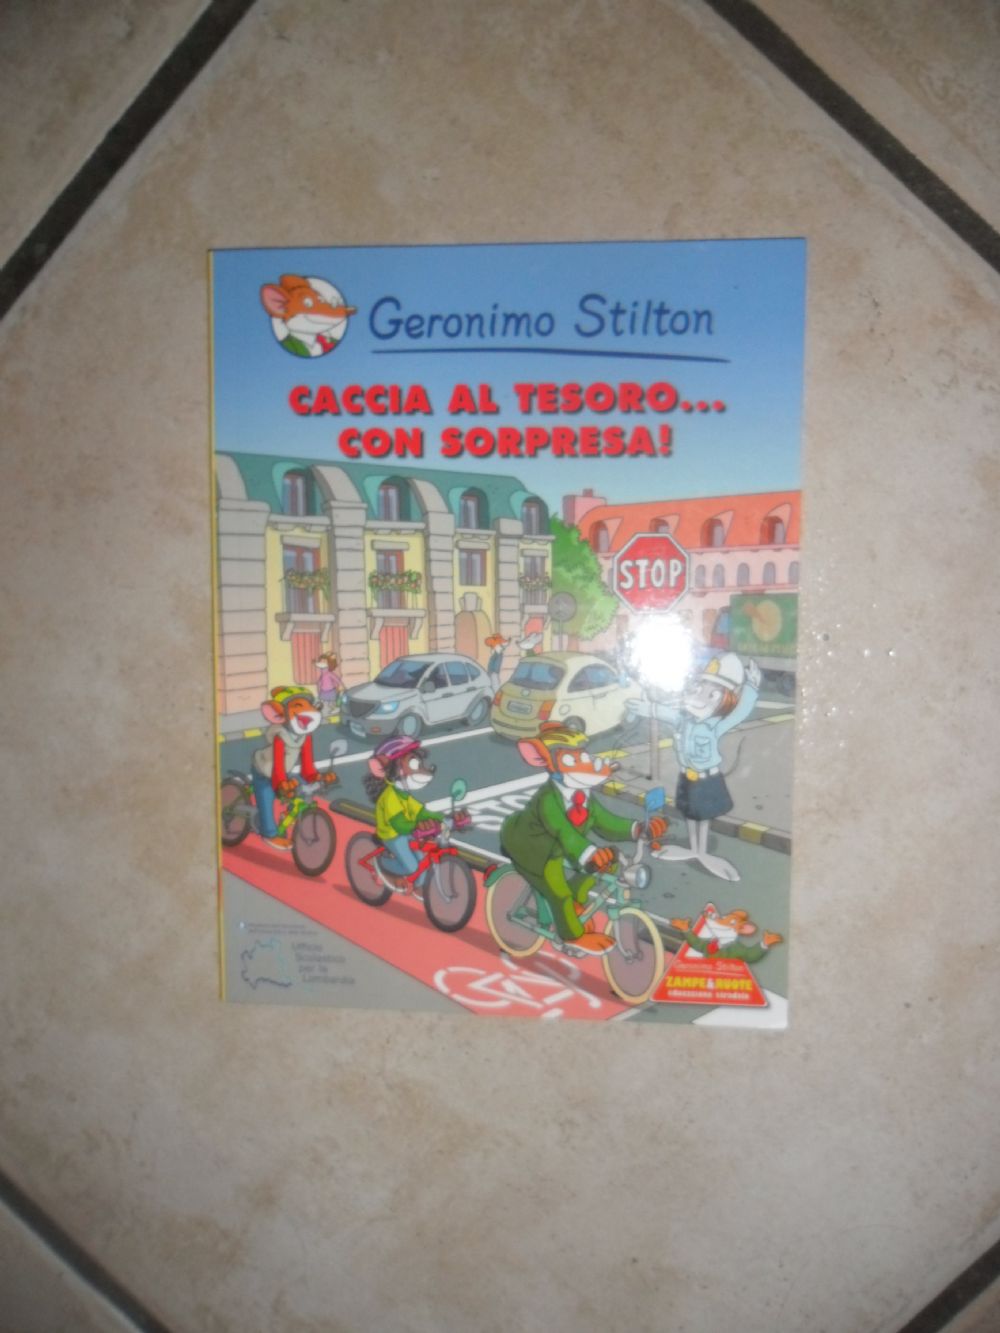 Geronimo Stilton
CACCIA AL TESORO...
CON SORPRESA!
STOP
STOP
Ufficio
Scolastico
per la
Lombardia
Geronimo Stilton
ZAMPE & RUOTE
educazione stradale